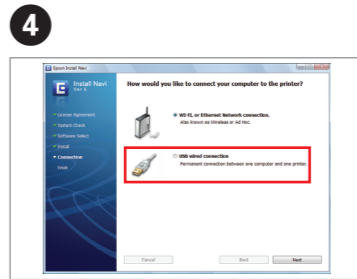 4
Epson Install Navi
Install Navi
How would you like to connect your computer to the printer?
License Agreement
System Check
Software Select
Install
Connection
Finish
Wi-Fi, or Ethernet Network connection.
Also known as Wireless or Ad Hoc.
USB wired connection
Permanent connection between one computer and one printer.
Cancel
Back
Next